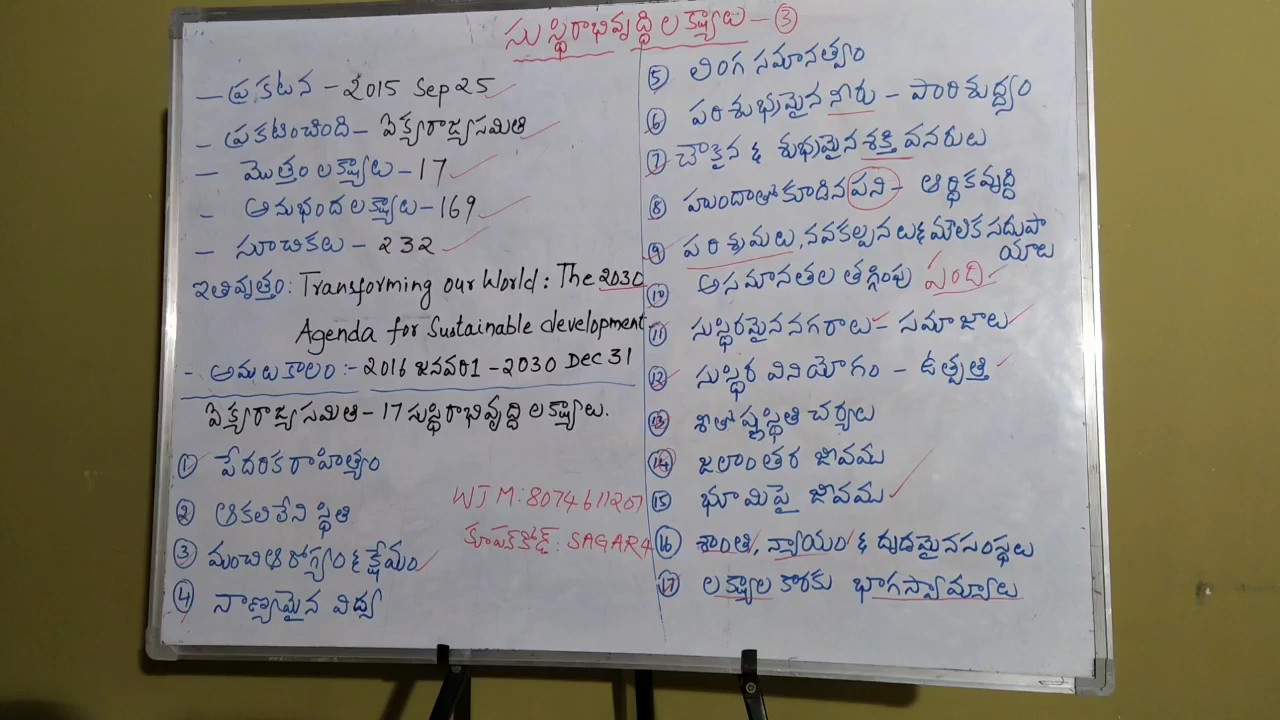 సుస్థిరాభివృద్ధి లక్ష్యాలు - ③
- ప్రకటన - 2015 Sep 25
- ప్రకటించింది - ఐక్యరాజ్యసమితి
- మొత్తం లక్ష్యాలు - 17
- అనుభంద లక్ష్యాలు - 169
- సూచికలు - 232
ఇతివృత్తం: Transforming our World: The 2030
Agenda for Sustainable development
- అమలు కాలం :- 2016 జనవరి 1 - 2030 Dec 31
ఐక్యరాజ్యసమితి - 17 సుస్థిరాభివృద్ధి లక్ష్యాలు.
① పేదరిక రాహిత్యం
② ఆకలిలేని స్థితి
③ మంచి ఆరోగ్యం & క్షేమం
④ నాణ్యమైన విద్య
WJM: 8074611207
కూపన్‌కోడ్: SAGAR4
⑤ లింగ సమానత్వం
⑥ పరిశుభ్రమైన నీరు - పారిశుద్ధ్యం
⑦ చౌకైన & శుభ్రమైన శక్తి వనరులు
⑧ హుందాతో కూడిన పని - ఆర్థికవృద్ధి
⑨ పరిశ్రమలు, నవకల్పనలు & మౌలిక సదుపా
యాలు
⑩ అసమానతల తగ్గింపు పంది
⑪ సుస్థిరమైన నగరాలు - సమాజాలు
⑫ సుస్థిర వినియోగం - ఉత్పత్తి
⑬ శీతోష్ణస్థితి చర్యలు
⑭ జలాంతర జీవము
⑮ భూమిపై జీవము
⑯ శాంతి, న్యాయం & దృఢమైన సంస్థలు
⑰ లక్ష్యాల కొరకు భాగస్వామ్యాలు